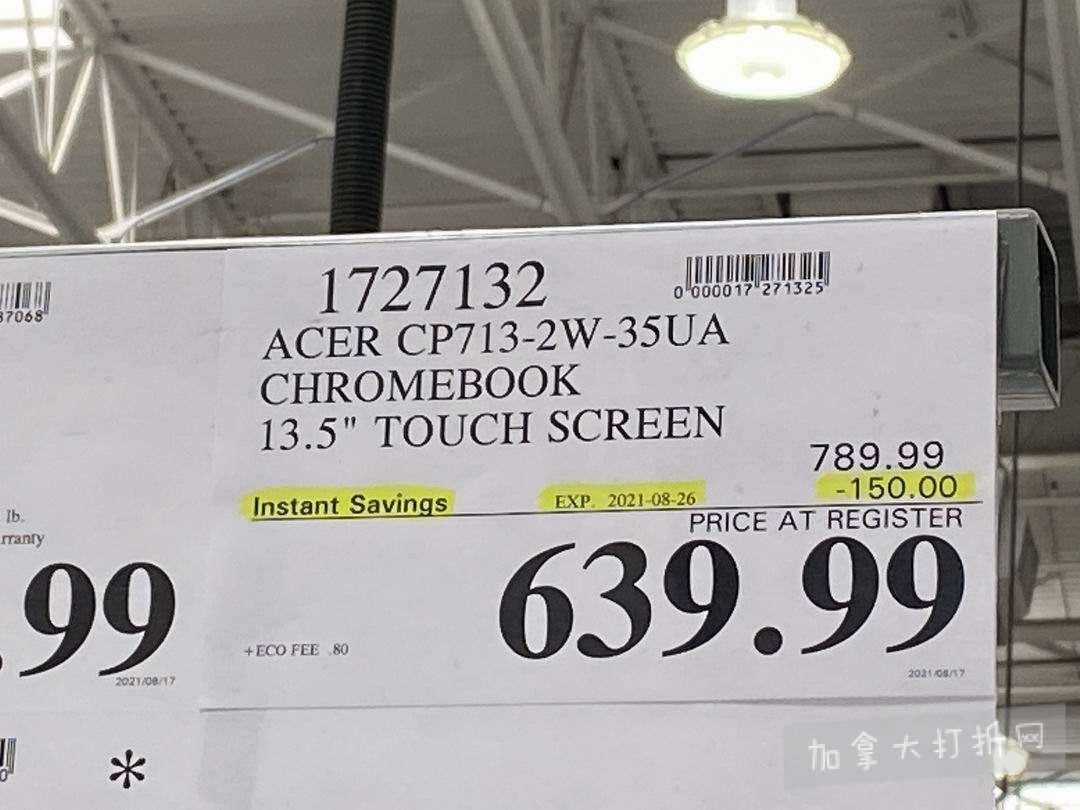 1727132
0 000017 271325
37068
ACER CP713-2W-35UA
CHROMEBOOK
13.5" TOUCH SCREEN
789.99
Instant Savings
EXP. 2021-08-26
-150.00
PRICE AT REGISTER
639.99
+ECO FEE .80
2021/08/17
lb.
rranty
.99
2021/08/17
0
*
加拿大打折网